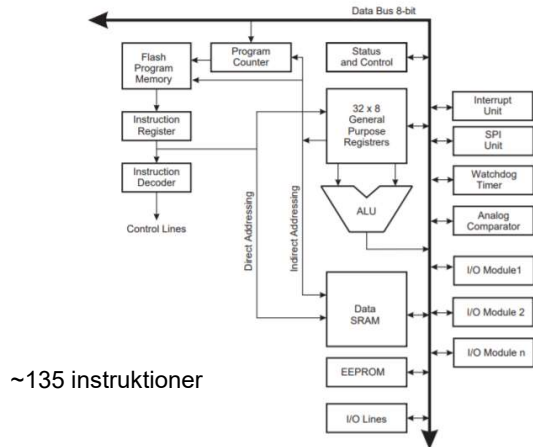 Data Bus 8-bit
Flash
Program
Memory
Program
Counter
Status
and Control
Instruction
Register
32 x 8
General
Purpose
Registrers
Interrupt
Unit
SPI
Unit
Instruction
Decoder
Watchdog
Timer
Control Lines
Direct Addressing
Indirect Addressing
ALU
Analog
Comparator
I/O Module1
Data
SRAM
I/O Module 2
I/O Module n
EEPROM
I/O Lines
~135 instruktioner